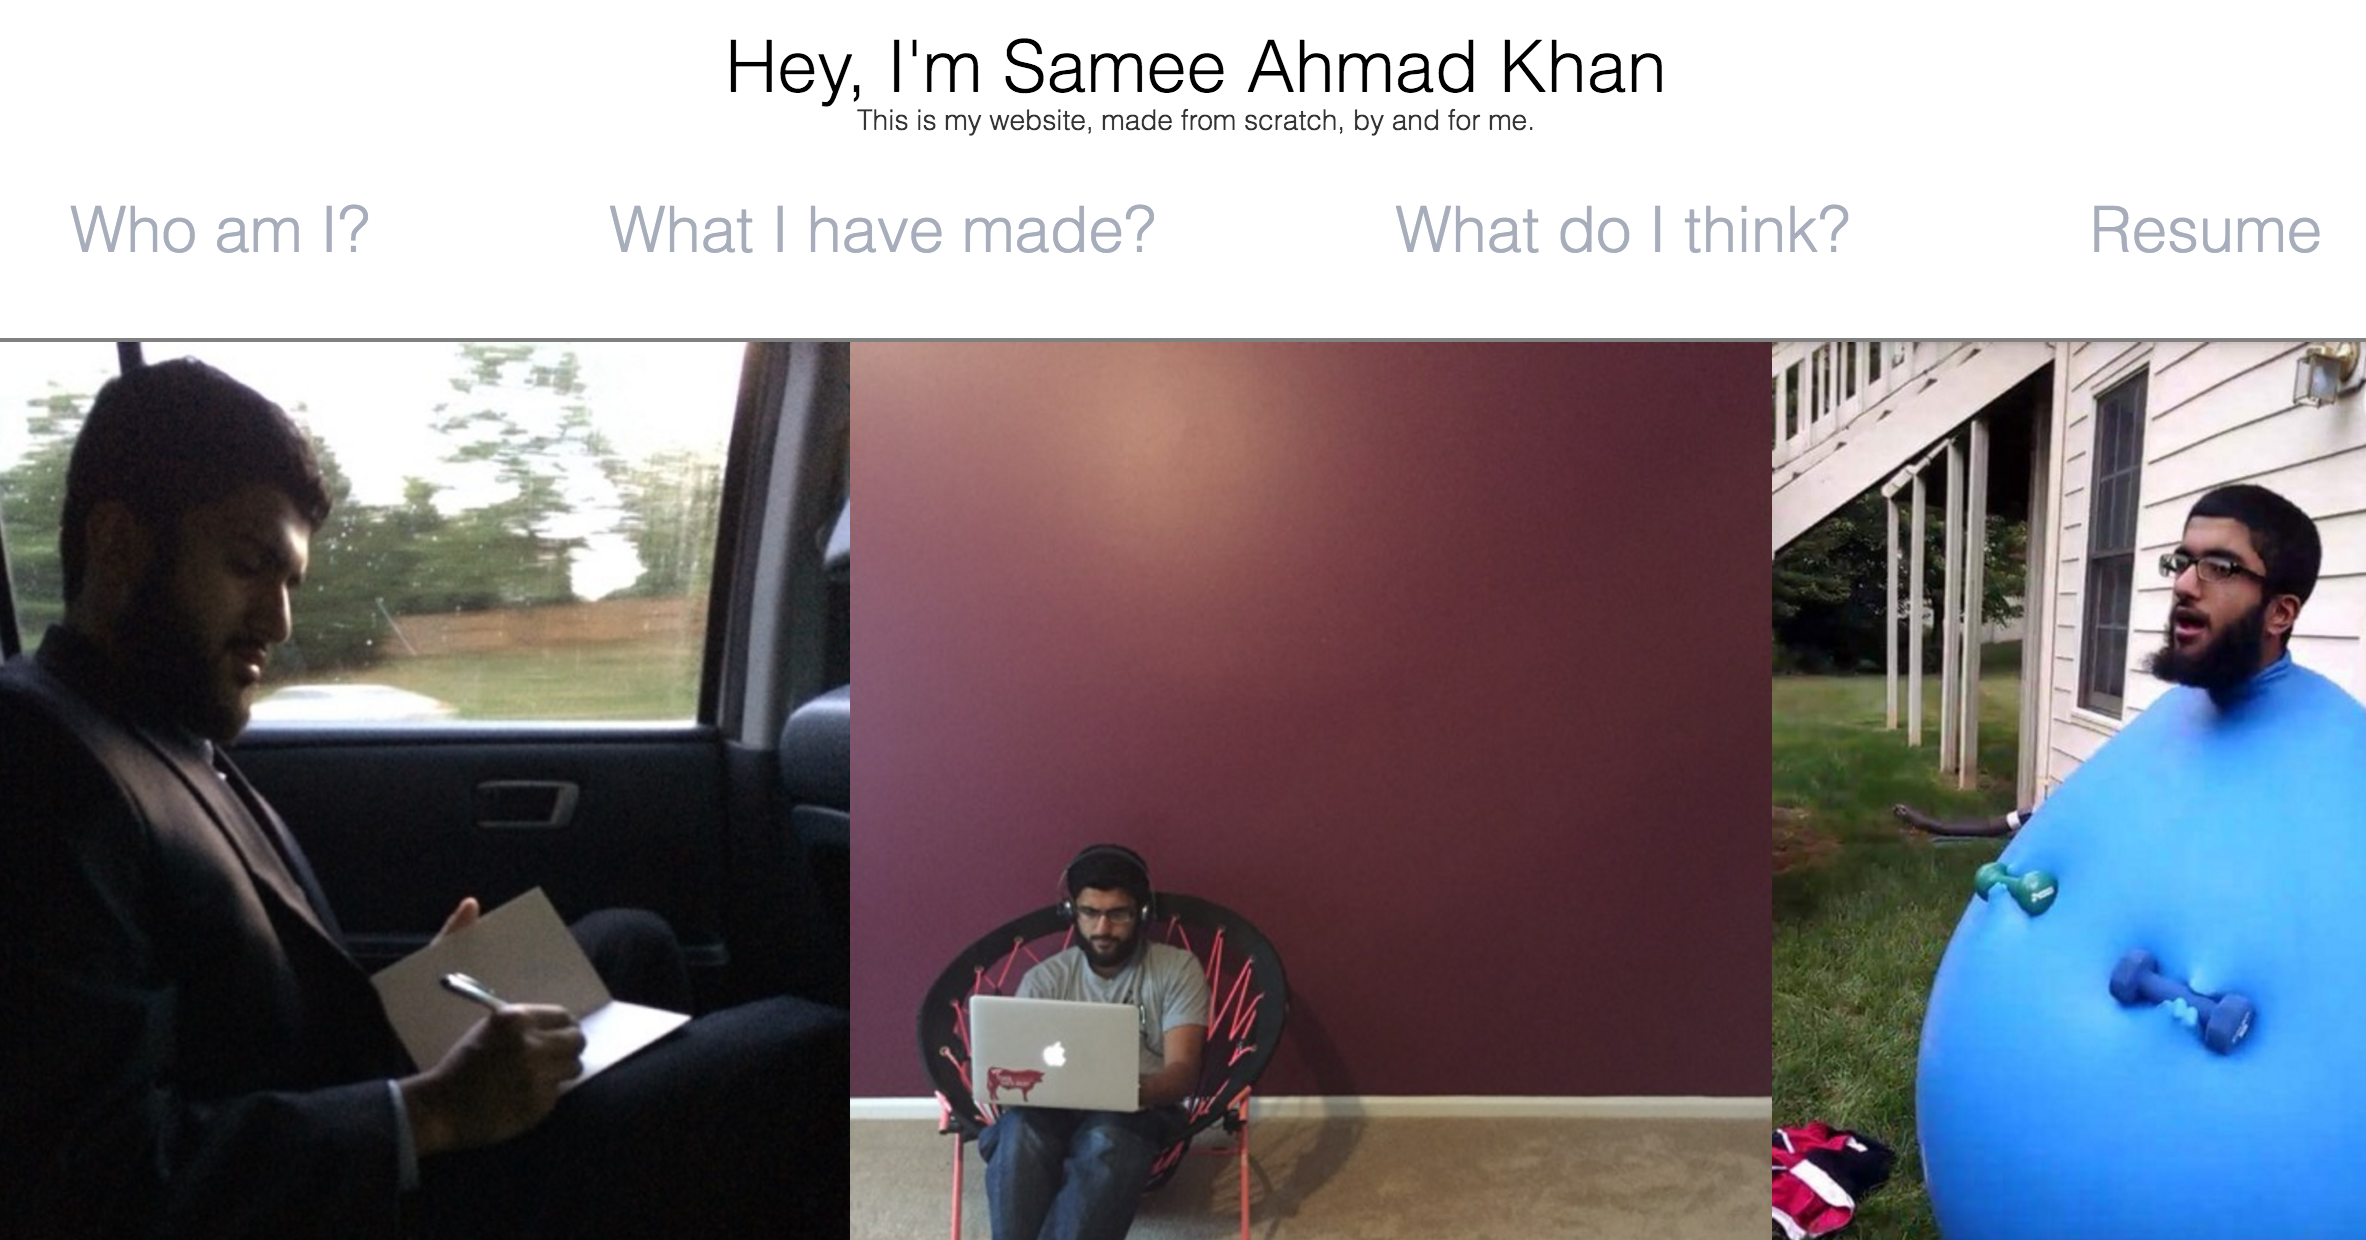 Hey, I'm Samee Ahmad Khan
This is my website, made from scratch, by and for me.
Who am I? What I have made? What do I think? Resume